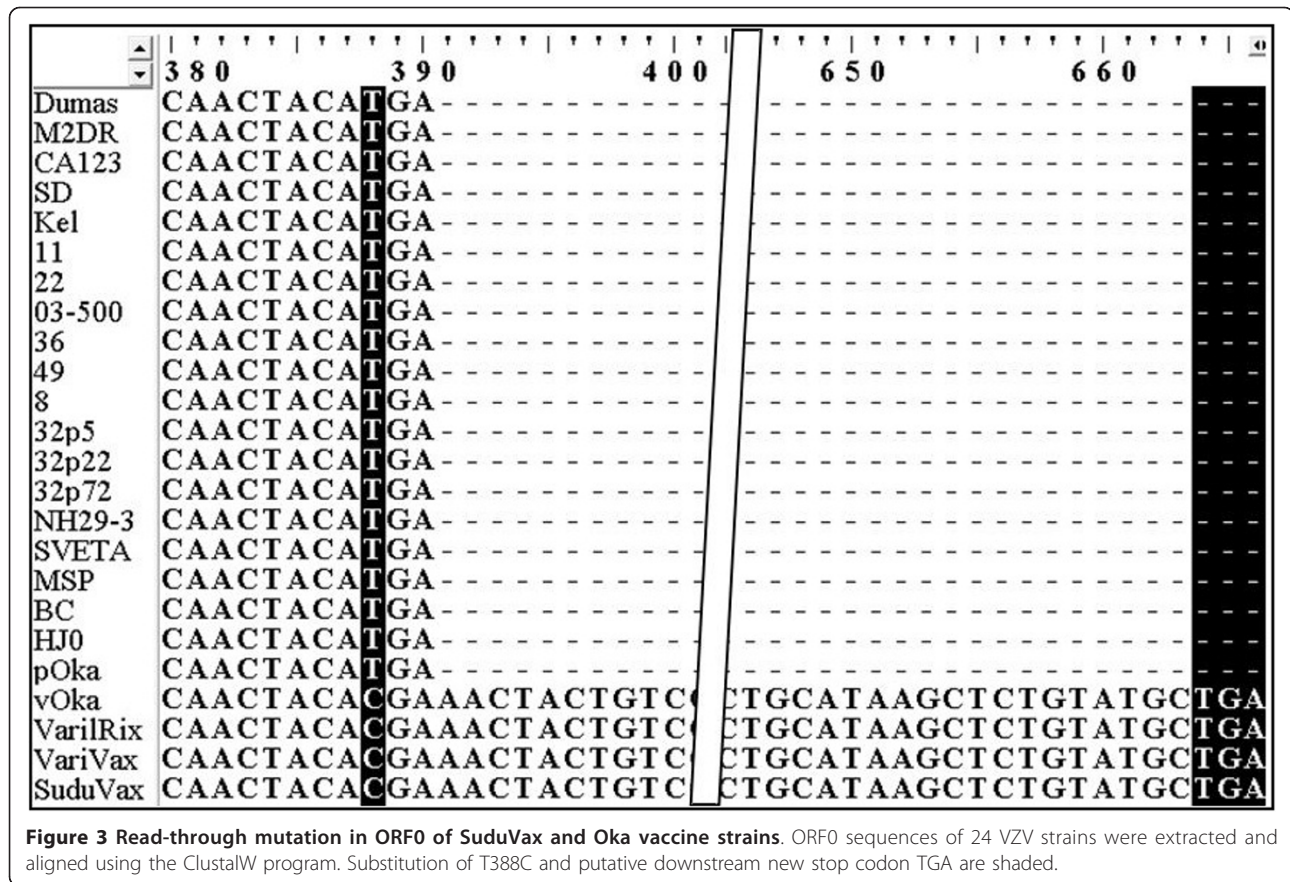 380 390 400 650 660
Dumas CAACTACATGA- - - - - - - - - - - - - - - - - - - - - - - - - - - - - - -
M2DR CAACTACATGA- - - - - - - - - - - - - - - - - - - - - - - - - - - - - - -
CA123 CAACTACATGA- - - - - - - - - - - - - - - - - - - - - - - - - - - - - - -
SD CAACTACATGA- - - - - - - - - - - - - - - - - - - - - - - - - - - - - - -
Kel CAACTACATGA- - - - - - - - - - - - - - - - - - - - - - - - - - - - - - -
11 CAACTACATGA- - - - - - - - - - - - - - - - - - - - - - - - - - - - - - -
22 CAACTACATGA- - - - - - - - - - - - - - - - - - - - - - - - - - - - - - -
03-500 CAACTACATGA- - - - - - - - - - - - - - - - - - - - - - - - - - - - - - -
36 CAACTACATGA- - - - - - - - - - - - - - - - - - - - - - - - - - - - - - -
49 CAACTACATGA- - - - - - - - - - - - - - - - - - - - - - - - - - - - - - -
8 CAACTACATGA- - - - - - - - - - - - - - - - - - - - - - - - - - - - - - -
32p5 CAACTACATGA- - - - - - - - - - - - - - - - - - - - - - - - - - - - - - -
32p22 CAACTACATGA- - - - - - - - - - - - - - - - - - - - - - - - - - - - - - -
32p72 CAACTACATGA- - - - - - - - - - - - - - - - - - - - - - - - - - - - - - -
NH29-3 CAACTACATGA- - - - - - - - - - - - - - - - - - - - - - - - - - - - - - -
SVETA CAACTACATGA- - - - - - - - - - - - - - - - - - - - - - - - - - - - - - -
MSP CAACTACATGA- - - - - - - - - - - - - - - - - - - - - - - - - - - - - - -
BC CAACTACATGA- - - - - - - - - - - - - - - - - - - - - - - - - - - - - - -
HJ0 CAACTACATGA- - - - - - - - - - - - - - - - - - - - - - - - - - - - - - -
pOka CAACTACATGA- - - - - - - - - - - - - - - - - - - - - - - - - - - - - - -
vOka CAACTACACGAAACTACTGTC CTGCATAAGCTCTGTATGCTGA
VarilRix CAACTACACGAAACTACTGTC CTGCATAAGCTCTGTATGCTGA
VariVax CAACTACACGAAACTACTGTC CTGCATAAGCTCTGTATGCTGA
SuduVax CAACTACACGAAACTACTGTC CTGCATAAGCTCTGTATGCTGA
Figure 3 Read-through mutation in ORF0 of SuduVax and Oka vaccine strains. ORF0 sequences of 24 VZV strains were extracted and
aligned using the ClustalW program. Substitution of T388C and putative downstream new stop codon TGA are shaded.